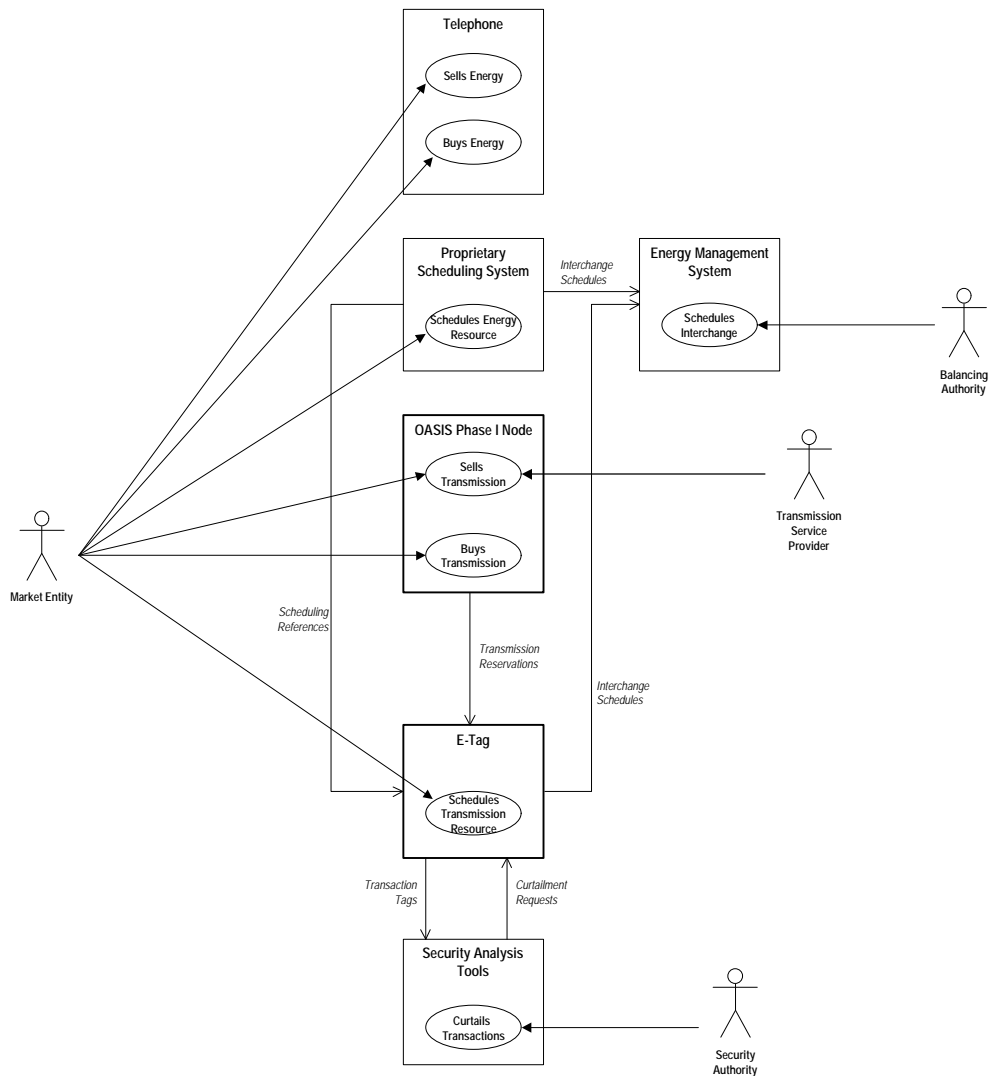 Telephone
Sells Energy
Buys Energy
Proprietary
Scheduling System
Schedules Energy
Resource
Interchange
Schedules
Energy Management
System
Schedules
Interchange
Balancing
Authority
OASIS Phase I Node
Sells
Transmission
Buys
Transmission
Transmission
Service
Provider
Market Entity
Scheduling
References
Transmission
Reservations
Interchange
Schedules
E-Tag
Schedules
Transmission
Resource
Transaction
Tags
Curtailment
Requests
Security Analysis
Tools
Curtails
Transactions
Security
Authority